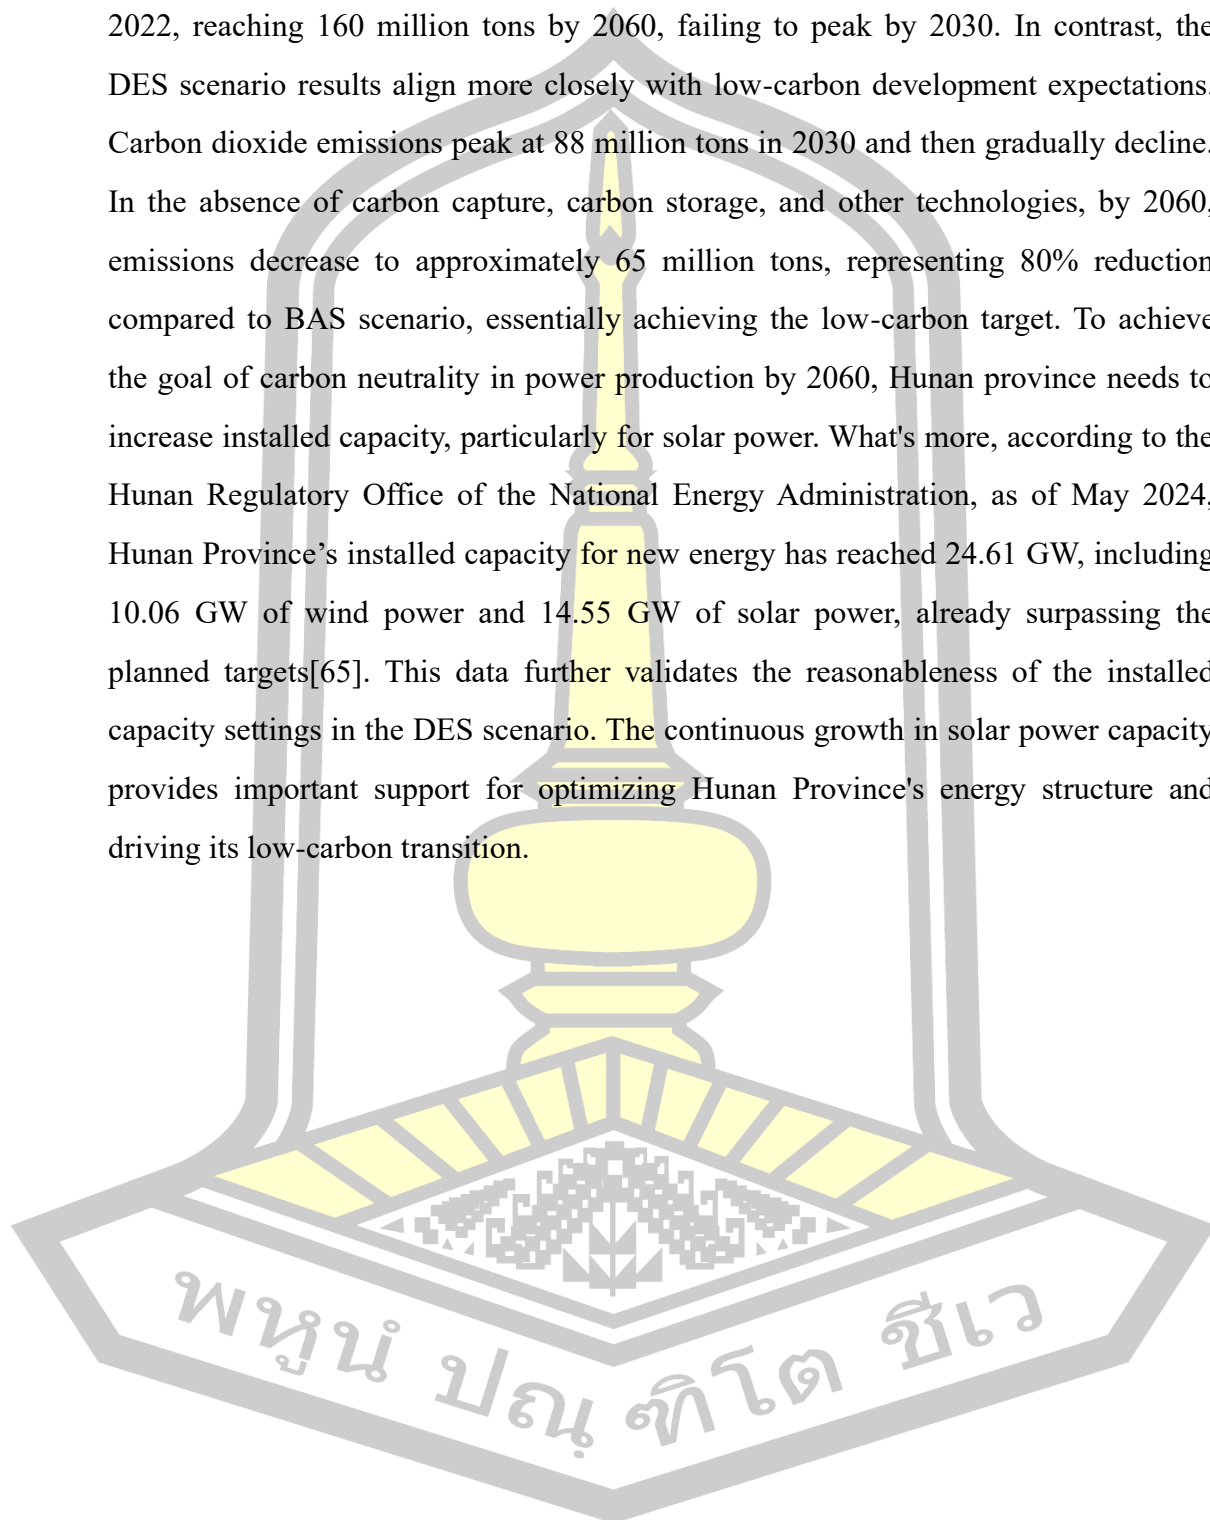 2022, reaching 160 million tons by 2060, failing to peak by 2030. In contrast, the
DES scenario results align more closely with low-carbon development expectations.
Carbon dioxide emissions peak at 88 million tons in 2030 and then gradually decline.
In the absence of carbon capture, carbon storage, and other technologies, by 2060,
emissions decrease to approximately 65 million tons, representing 80% reduction
compared to BAS scenario, essentially achieving the low-carbon target. To achieve
the goal of carbon neutrality in power production by 2060, Hunan province needs to
increase installed capacity, particularly for solar power. What's more, according to the
Hunan Regulatory Office of the National Energy Administration, as of May 2024,
Hunan Province’s installed capacity for new energy has reached 24.61 GW, including
10.06 GW of wind power and 14.55 GW of solar power, already surpassing the
planned targets[65]. This data further validates the reasonableness of the installed
capacity settings in the DES scenario. The continuous growth in solar power capacity
provides important support for optimizing Hunan Province's energy structure and
driving its low-carbon transition.
พหูนํ ปณฺ ฑิโต ชีเว